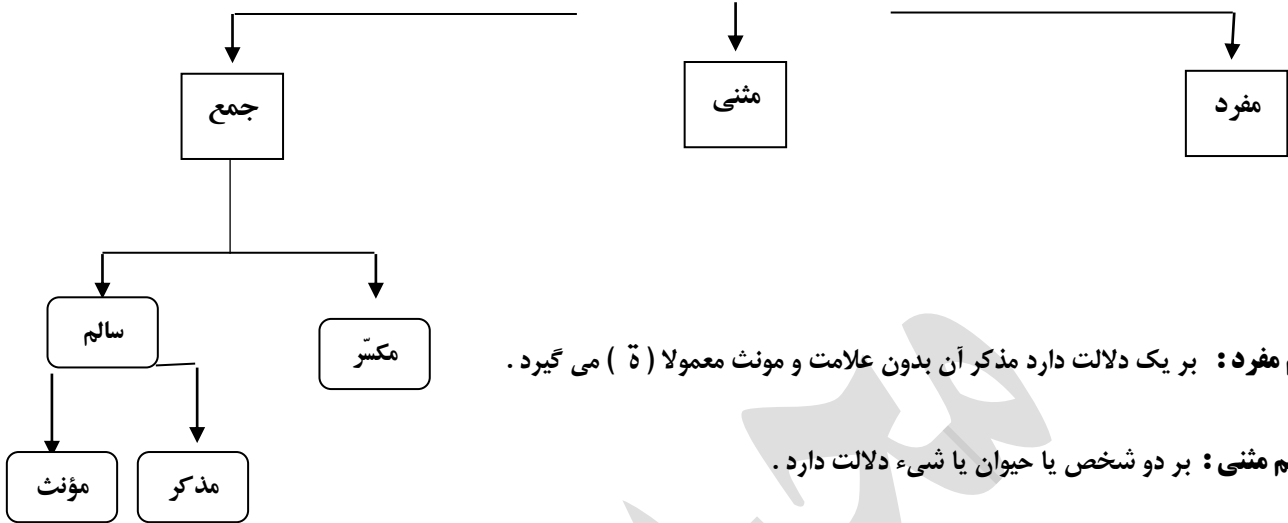 مفرد
مثنی
جمع
سالم
مکسّر
مفرد : بر یک دلالت دارد مذکر آن بدون علامت و مونث معمولا ( ة ) می گیرد .
مذکر
مؤنث
مثنی : بر دو شخص یا حیوان یا شیء دلالت دارد .